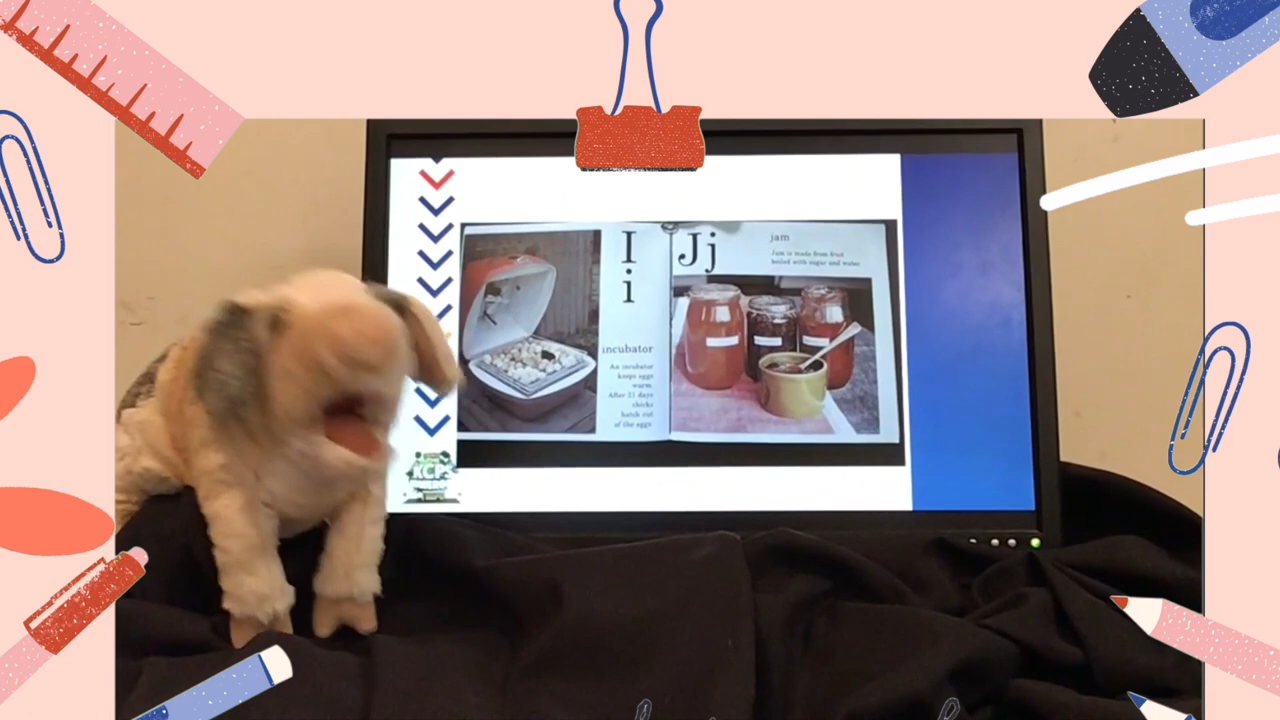 I
i
incubator
An incubator
keeps eggs
warm.
After 21 days
chicks
hatch out
of the eggs
Jj
jam
Jam is made from fruit
boiled with sugar and water
KCPS